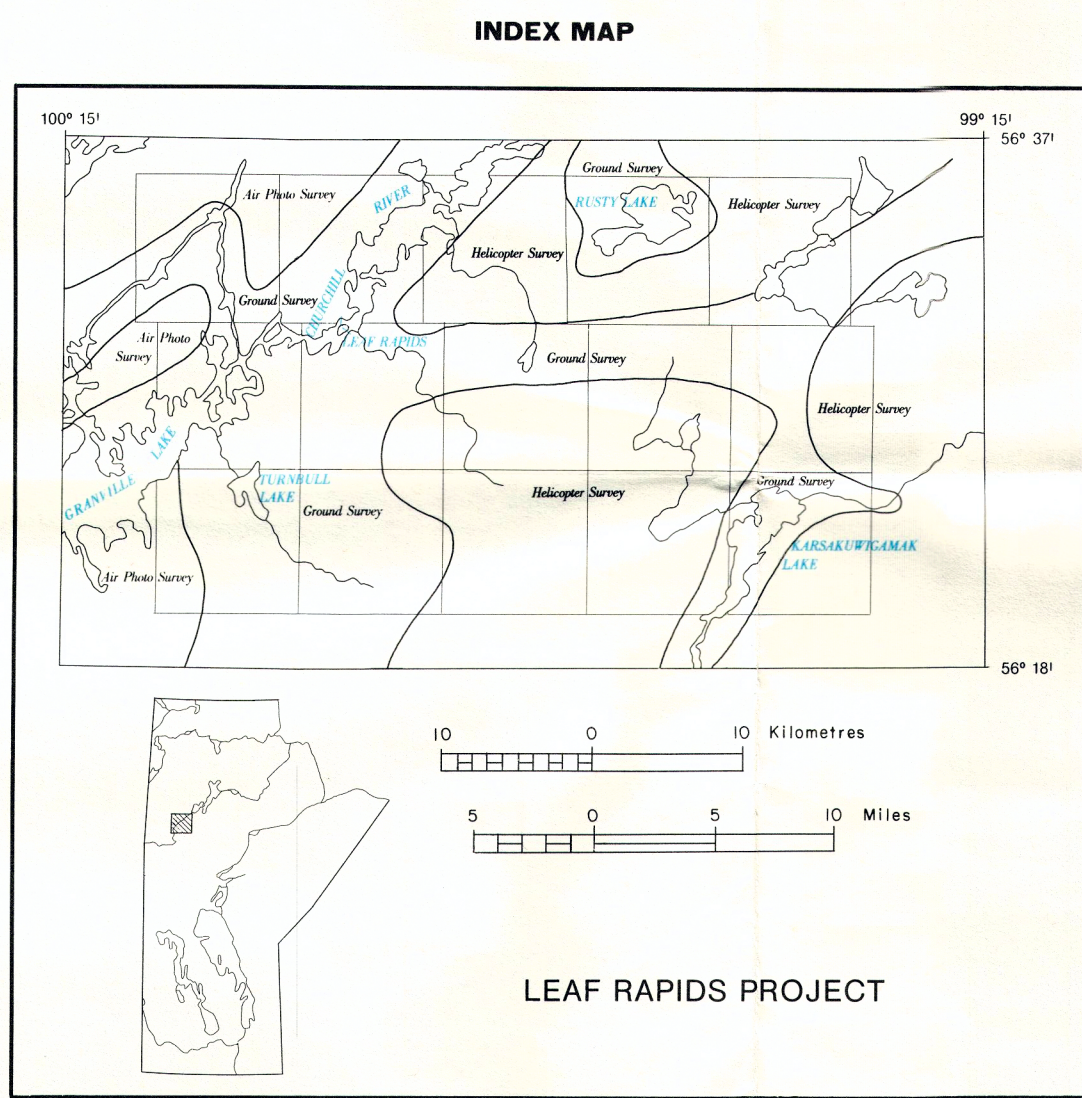 INDEX MAP
100° 15'
99° 15'
56° 37'
Ground Survey
Air Photo Survey
RIVER
RUSTY LAKE
Helicopter Survey
Helicopter Survey
Ground Survey
CHURCHILL
Air Photo
Survey
LEAF RAPIDS
Ground Survey
Helicopter Survey
GRANVILLE LAKE
TURNBULL
LAKE
Ground Survey
Helicopter Survey
Ground Survey
KARSAKUWIGAMAK
LAKE
Air Photo Survey
56° 18'
10 0 10 Kilometres
5 0 5 10 Miles
LEAF RAPIDS PROJECT